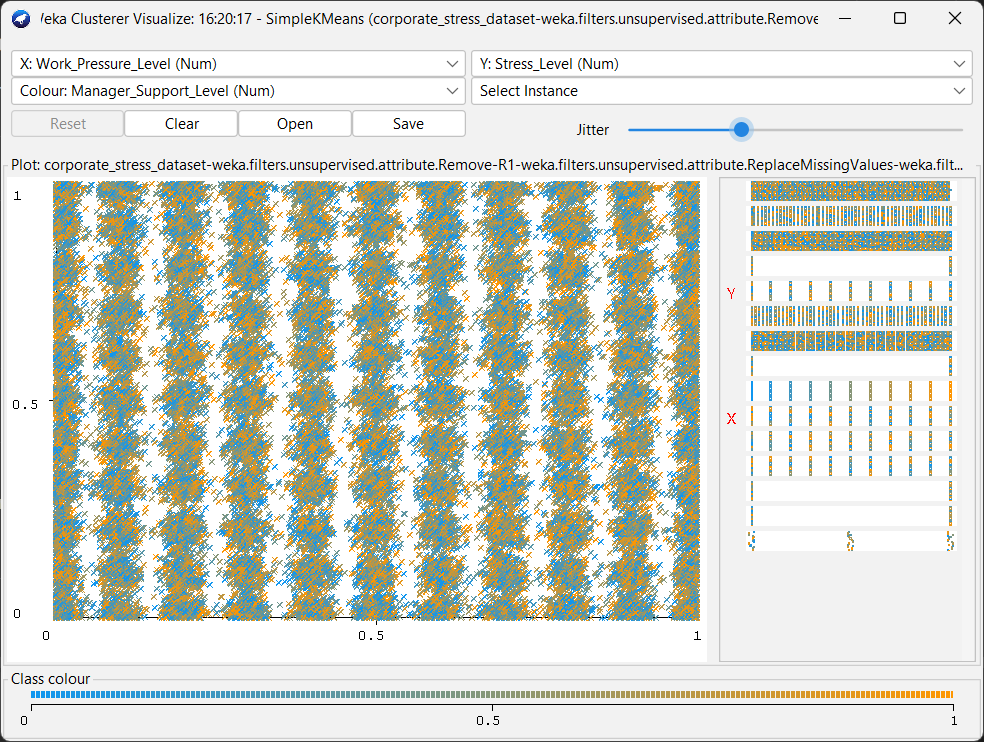 Weka Clusterer Visualize: 16:20:17 - SimpleKMeans (corporate_stress_dataset-weka.filters.unsupervised.attribute.Remove
X: Work_Pressure_Level (Num)
Y: Stress_Level (Num)
Colour: Manager_Support_Level (Num)
Select Instance
Reset
Clear
Open
Save
Jitter
Plot: corporate_stress_dataset-weka.filters.unsupervised.attribute.Remove-R1-weka.filters.unsupervised.attribute.ReplaceMissingValues-weka.filt...
1
0.5
0
0
0.5
1
Y
X
Class colour
0
0.5
1